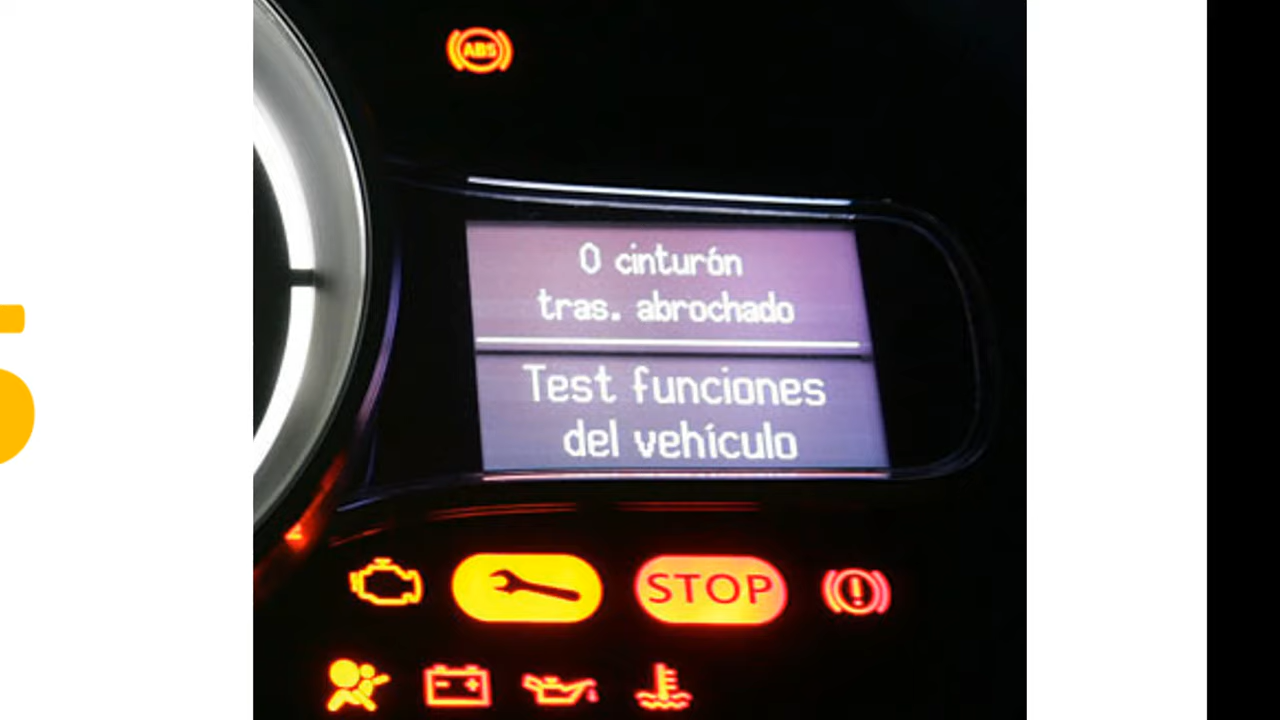 ABS
0 cinturón
tras. abrochado
Test funciones
del vehículo
STOP